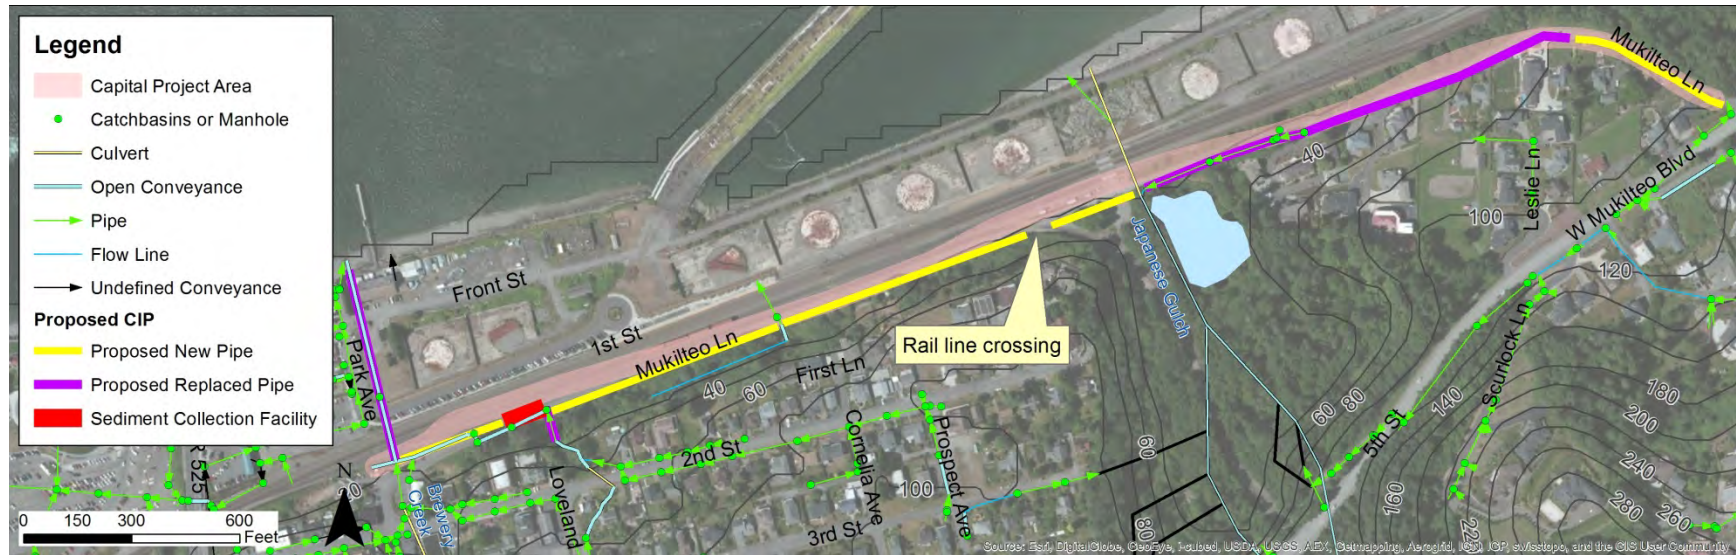 Legend
Capital Project Area
Catchbasins or Manhole
Culvert
Open Conveyance
Pipe
Flow Line
Undefined Conveyance
Proposed CIP
Proposed New Pipe
Proposed Replaced Pipe
Sediment Collection Facility
N
0 150 300 600
Feet
Mukilteo Ln
40
Leslie Ln
100
W Mukilteo Blvd
120
Japanese Gulch
Front St
Rail line crossing
1st St
Mukilteo Ln
Park Ave
First Ln
40
60
Scurlock Ln
140
180
200
60
80
5th St
Cornelia Ave
Prospect Ave
2nd St
60
Loveland
Brewery
Creek
100
3rd St
80
160
220
240
260
280
Source: Esri, DigitalGlobe, GeoEye, i-cubed, USDA, USGS, AEX, Getmapping, Aerogrid, IGN, IGP, swisstopo, and the GIS User